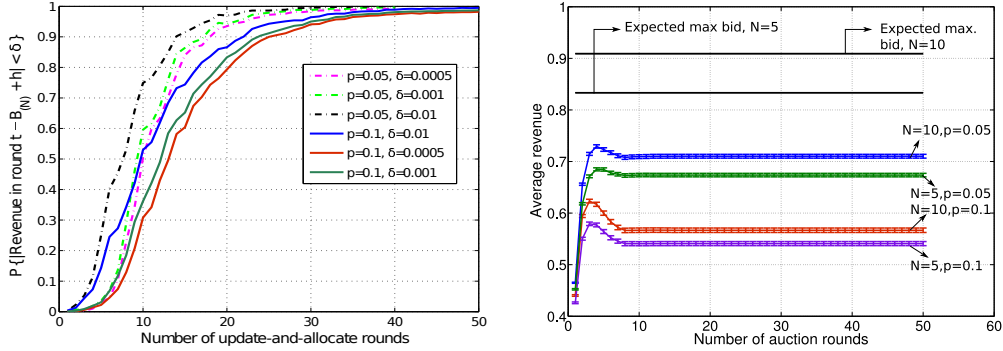 P{|Revenue in round t − B(N) +h| < δ}
1
0.9
0.8
0.7
0.6
0.5
0.4
0.3
0.2
0.1
0
0
10
20
30
40
50
Number of update-and-allocate rounds
p=0.05, δ=0.0005
p=0.05, δ=0.001
p=0.05, δ=0.01
p=0.1, δ=0.01
p=0.1, δ=0.0005
p=0.1, δ=0.001
Average revenue
1
0.9
0.8
0.7
0.6
0.5
0.4
0
10
20
30
40
50
60
Number of auction rounds
Expected max bid, N=5
Expected max.
bid, N=10
N=10,p=0.05
N=5,p=0.05
N=10,p=0.1
N=5,p=0.1